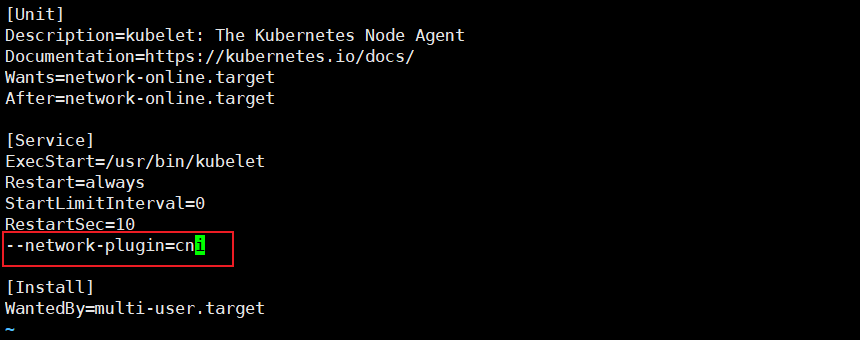 [Unit]
Description=kubelet: The Kubernetes Node Agent
Documentation=https://kubernetes.io/docs/
Wants=network-online.target
After=network-online.target
[Service]
ExecStart=/usr/bin/kubelet
Restart=always
StartLimitInterval=0
RestartSec=10
--network-plugin=cni
[Install]
WantedBy=multi-user.target
~